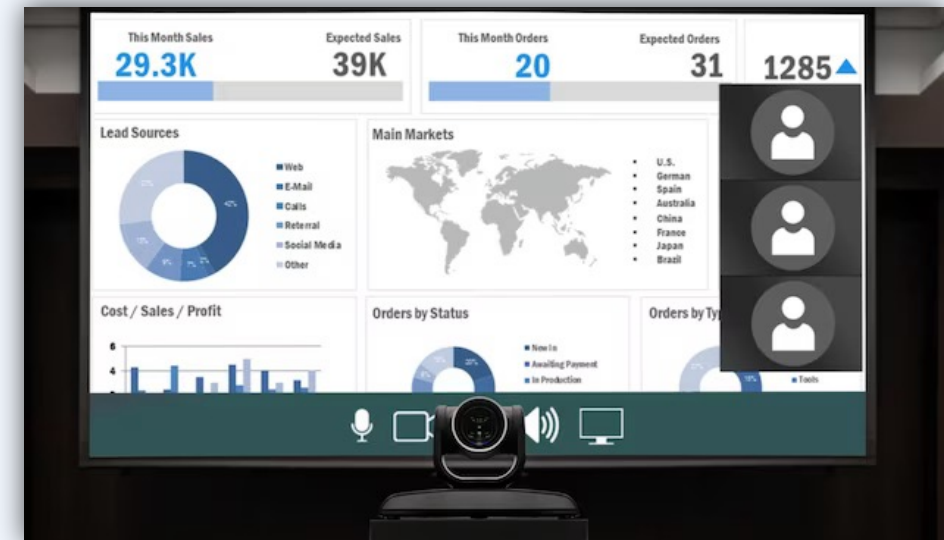 This Month Sales
29.3K
Expected Sales
39K
This Month Orders
20
Expected Orders
31
1285
Lead Sources
Web
E-Mail
Calls
Referral
Social Media
Other
Main Markets
U.S.
German
Spain
Australia
China
France
Japan
Brazil
Cost / Sales / Profit
6
4
Orders by Status
New In
Awaiting Payment
In Production
Orders by Ty
Tools